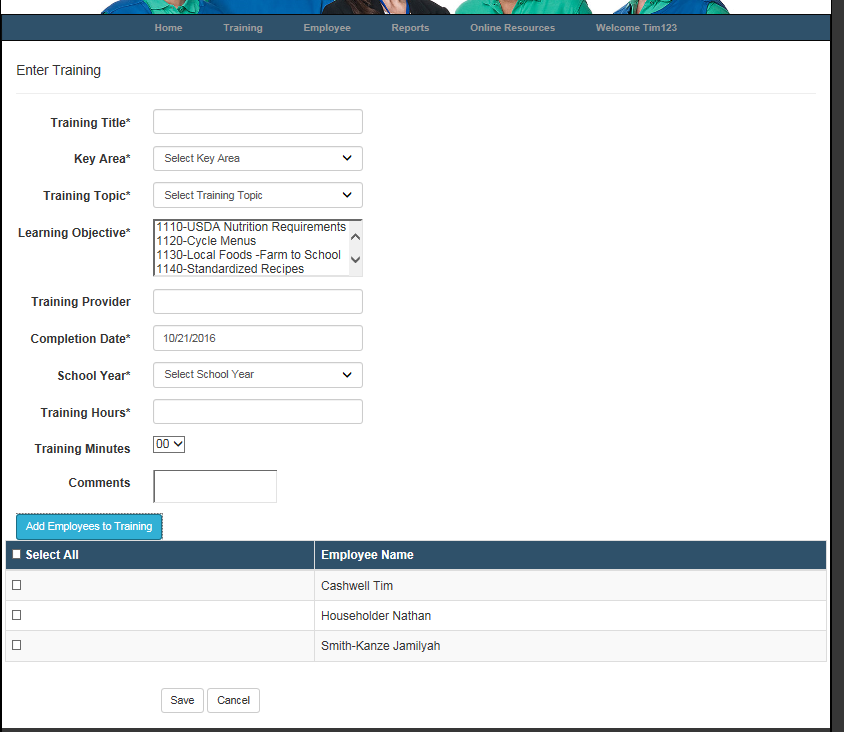 Home Training Employee Reports Online Resources Welcome Tim123
Enter Training
Training Title*
Key Area* Select Key Area
Training Topic* Select Training Topic
Learning Objective* 1110-USDA Nutrition Requirements
1120-Cycle Menus
1130-Local Foods -Farm to School
1140-Standardized Recipes
Training Provider
Completion Date* 10/21/2016
School Year* Select School Year
Training Hours*
Training Minutes 00
Comments
Add Employees to Training
Select All Employee Name
Cashwell Tim
Householder Nathan
Smith-Kanze Jamilyah
Save Cancel